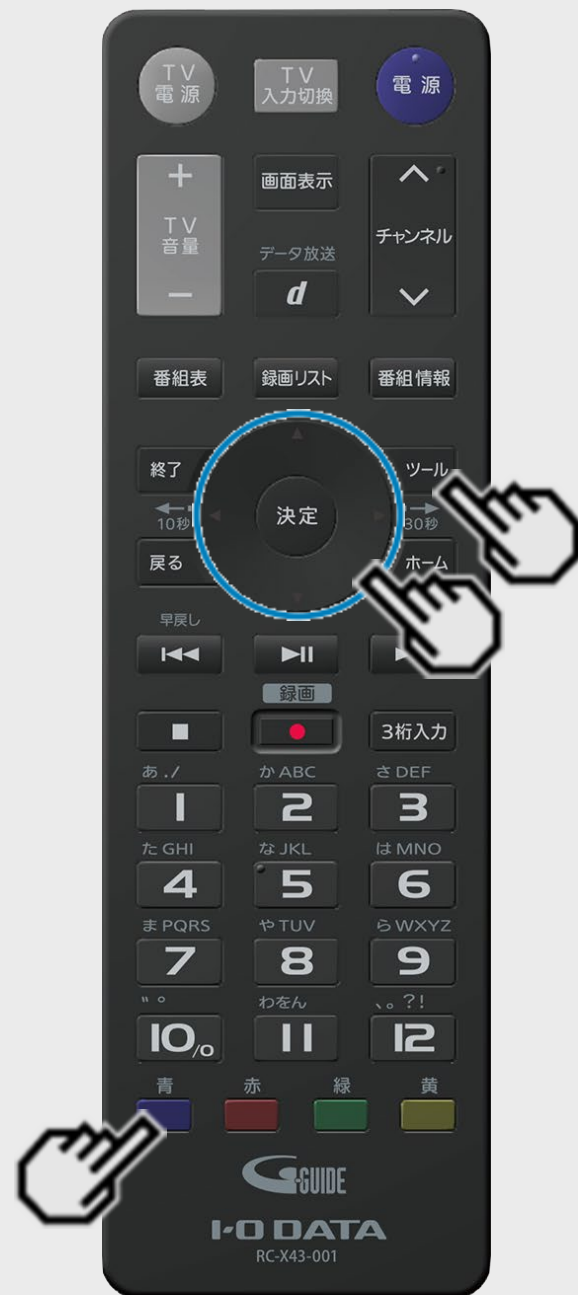 TV
電源
TV
入力切換
電源
+
TV
音量
−
画面表示
チャンネル
データ放送
d
番組表
録画リスト
番組情報
終了
ツール
10秒
決定
30秒
戻る
ホーム
早戻し
録画
3桁入力
あ ./
か ABC
さ DEF
1
2
3
た GHI
な JKL
は MNO
4
5
6
ま PQRS
や TUV
ら WXYZ
7
8
9
゛゜
わをん
、。?!
10/0
11
12
青
赤
緑
黄
G-GUIDE
I-O DATA
RC-X43-001